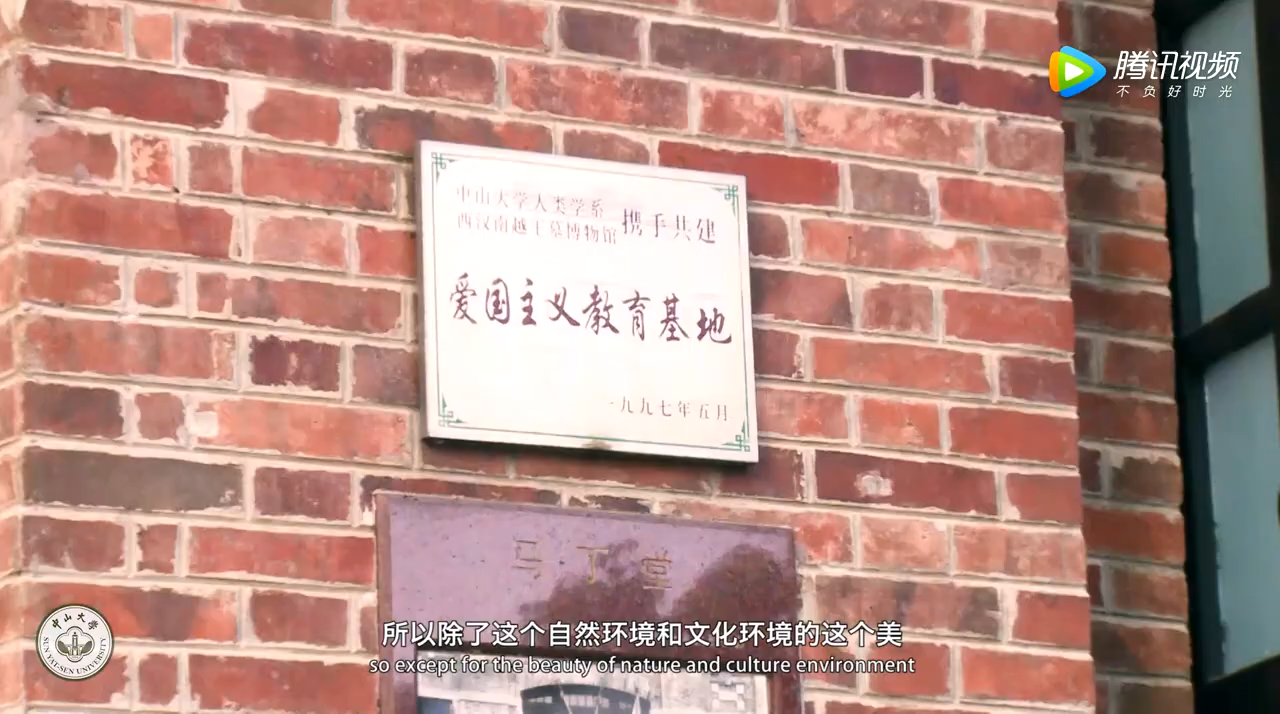 腾讯视频
不负好时光
中山大学人类学系
西汉南越王墓博物馆
携手共建
爱国主义教育基地
一九九七年五月
马丁堂
所以除了这个自然环境和文化环境的这个美
so except for the beauty of nature and culture environment
中山大学
SUN YAT-SEN UNIVERSITY